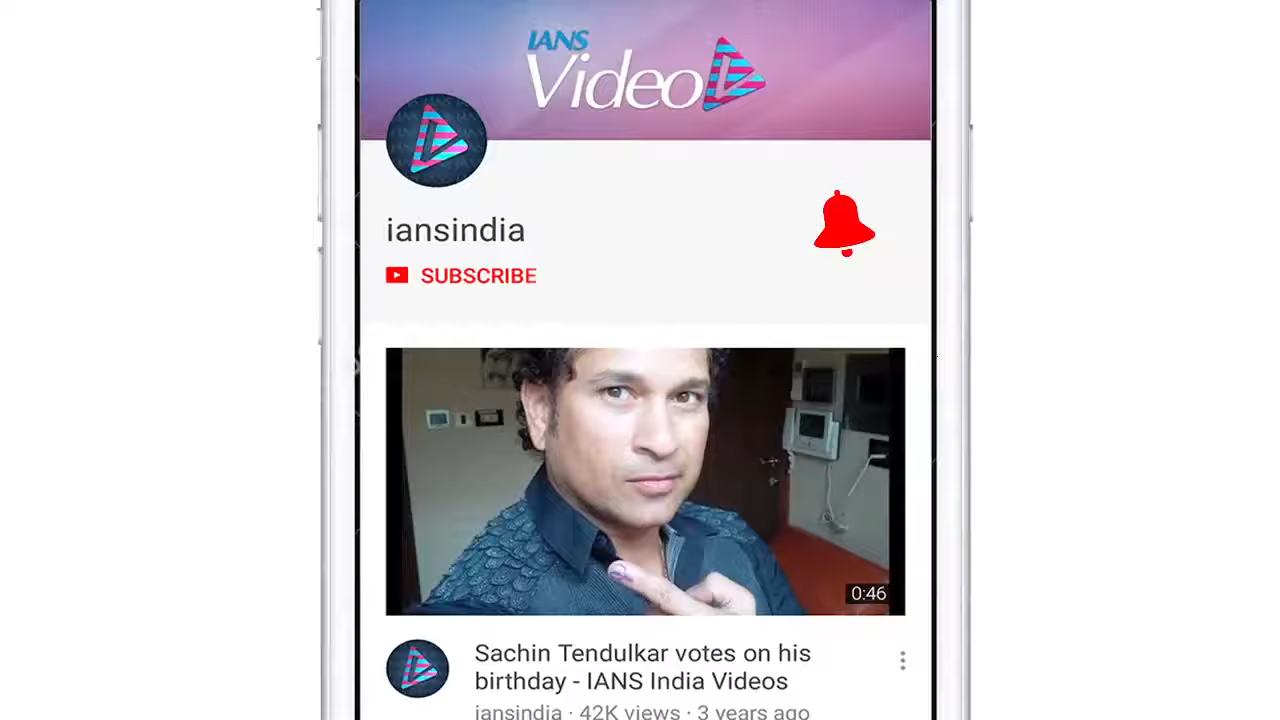 IANS
Video
iansindia
SUBSCRIBE
0:46
Sachin Tendulkar votes on his
birthday - IANS India Videos
iansindia · 42K views · 3 years ago